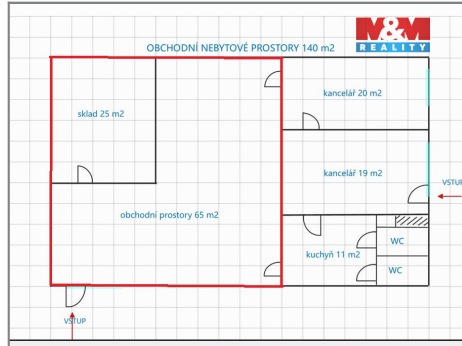 M&M
REALITY
OBCHODNÍ NEBYTOVÉ PROSTORY 140 m2
kancelář 20 m2
sklad 25 m2
kancelář 19 m2
VSTUP
obchodní prostory 65 m2
WC
kuchyň 11 m2
WC
VSTUP